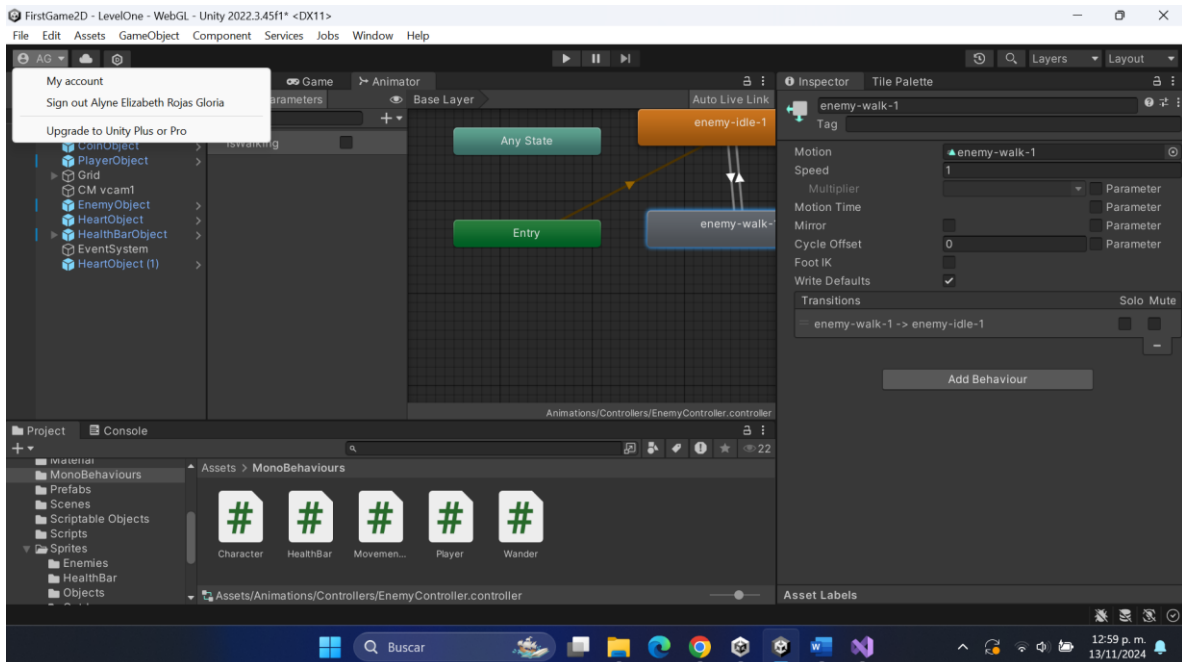 FirstGame2D - LevelOne - WebGL - Unity 2022.3.45f1* <DX11>
File Edit Assets GameObject Component Services Jobs Window Help
AG
Layers Layout
My account
Sign out Alyne Elizabeth Rojas Gloria
Upgrade to Unity Plus or Pro
Game Animator
Base Layer Auto Live Link
IsWalking
CoinObject
PlayerObject
Grid
CM vcam1
EnemyObject
HeartObject
HealthBarObject
EventSystem
HeartObject (1)
Any State
enemy-idle-1
Entry
enemy-walk-
Animations/Controllers/EnemyController.controller
Inspector Tile Palette
enemy-walk-1
Tag
Motion enemy-walk-1
Speed 1
Multiplier Parameter
Motion Time Parameter
Mirror Parameter
Cycle Offset 0 Parameter
Foot IK
Write Defaults
Transitions Solo Mute
enemy-walk-1 -> enemy-idle-1
Add Behaviour
Asset Labels
Project Console
22
Material
MonoBehaviours
Prefabs
Scenes
Scriptable Objects
Scripts
Sprites
Enemies
HealthBar
Objects
Assets > MonoBehaviours
Character HealthBar Movemen... Player Wander
Assets/Animations/Controllers/EnemyController.controller
Buscar
12:59 p. m.
13/11/2024